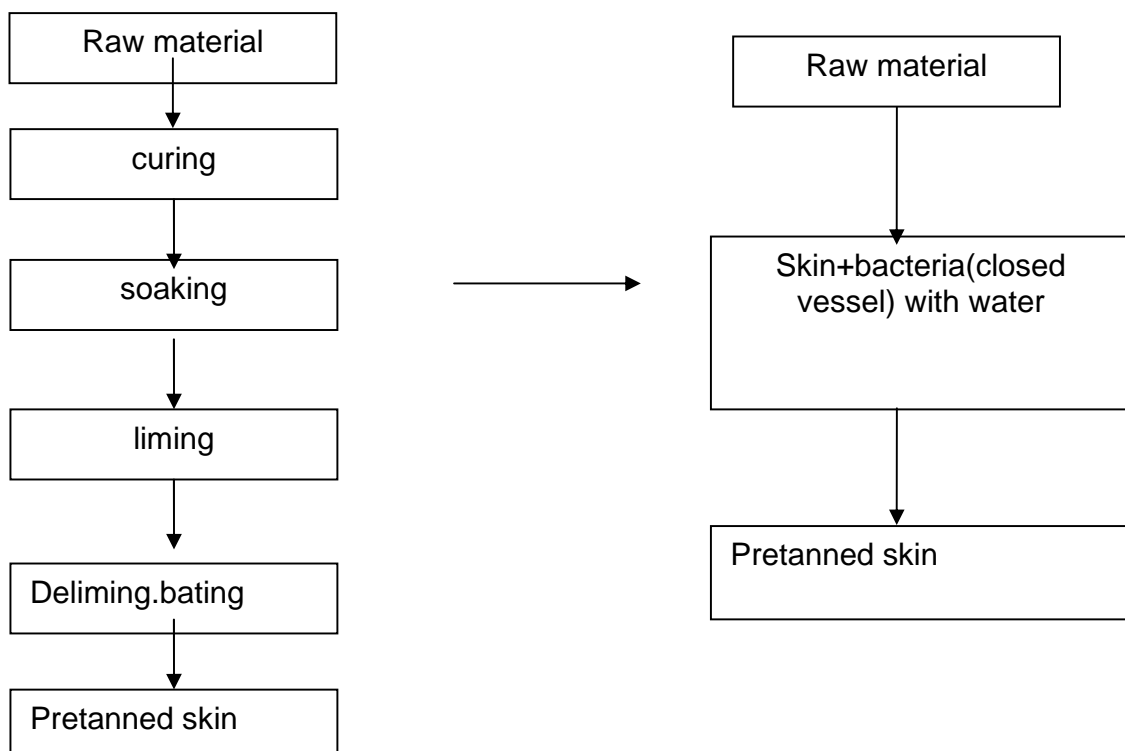 Raw material
curing
soaking
liming
Deliming.bating
Pretanned skin
Raw material
Skin+bacteria(closed
vessel) with water
Pretanned skin